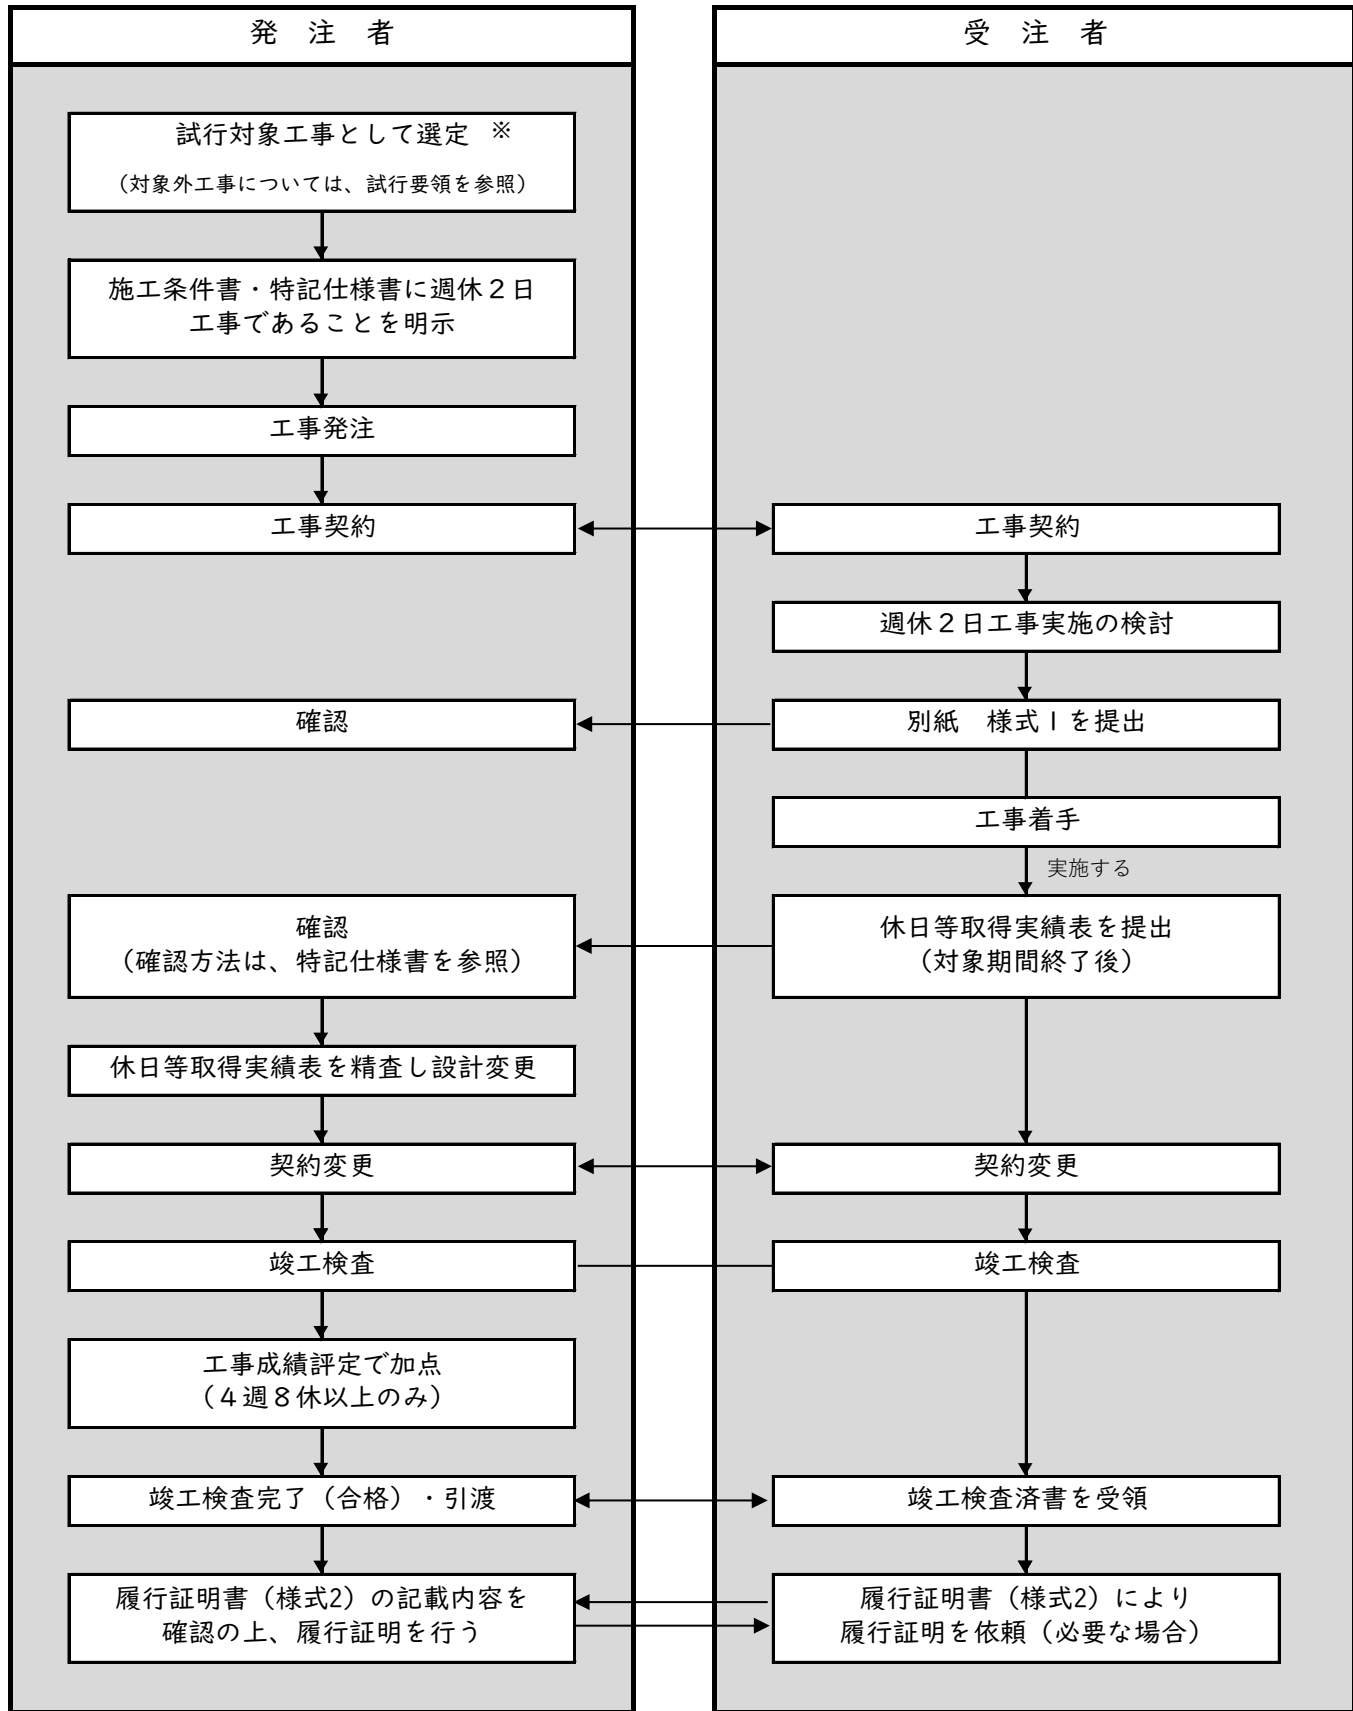 発　注　者
受　注　者
試行対象工事として選定　※
（対象外工事については、試行要領を参照）
施工条件書・特記仕様書に週休２日
工事であることを明示
工事発注
工事契約
工事契約
週休２日工事実施の検討
確認
別紙　様式１を提出
工事着手
実施する
確認
（確認方法は、特記仕様書を参照）
休日等取得実績表を提出
（対象期間終了後）
休日等取得実績表を精査し設計変更
契約変更
契約変更
竣工検査
竣工検査
工事成績評定で加点
（４週８休以上のみ）
竣工検査完了（合格）・引渡
竣工検査済書を受領
履行証明書（様式2）の記載内容を
確認の上、履行証明を行う
履行証明書（様式2）により
履行証明を依頼（必要な場合）